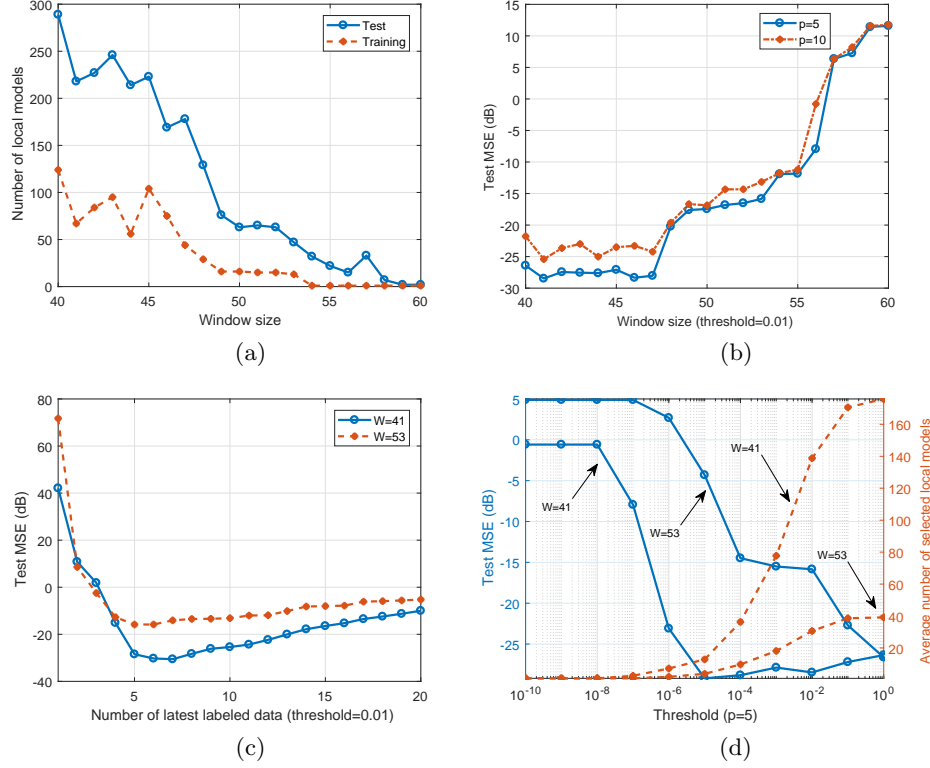 300
250
200
150
100
50
0
Number of local models
Test
Training
40
45
50
55
60
Window size
(a)
15
10
5
0
-5
-10
-15
-20
-25
-30
Test MSE (dB)
p=5
p=10
40
45
50
55
60
Window size (threshold=0.01)
(b)
80
60
40
20
0
-20
-40
Test MSE (dB)
W=41
W=53
5
10
15
20
Number of latest labeled data (threshold=0.01)
(c)
5
0
-5
-10
-15
-20
-25
Test MSE (dB)
W=41
W=53
W=41
W=53
160
140
120
100
80
60
40
20
Average number of selected local models
10^-10
10^-8
10^-6
10^-4
10^-2
10^0
Threshold (p=5)
(d)